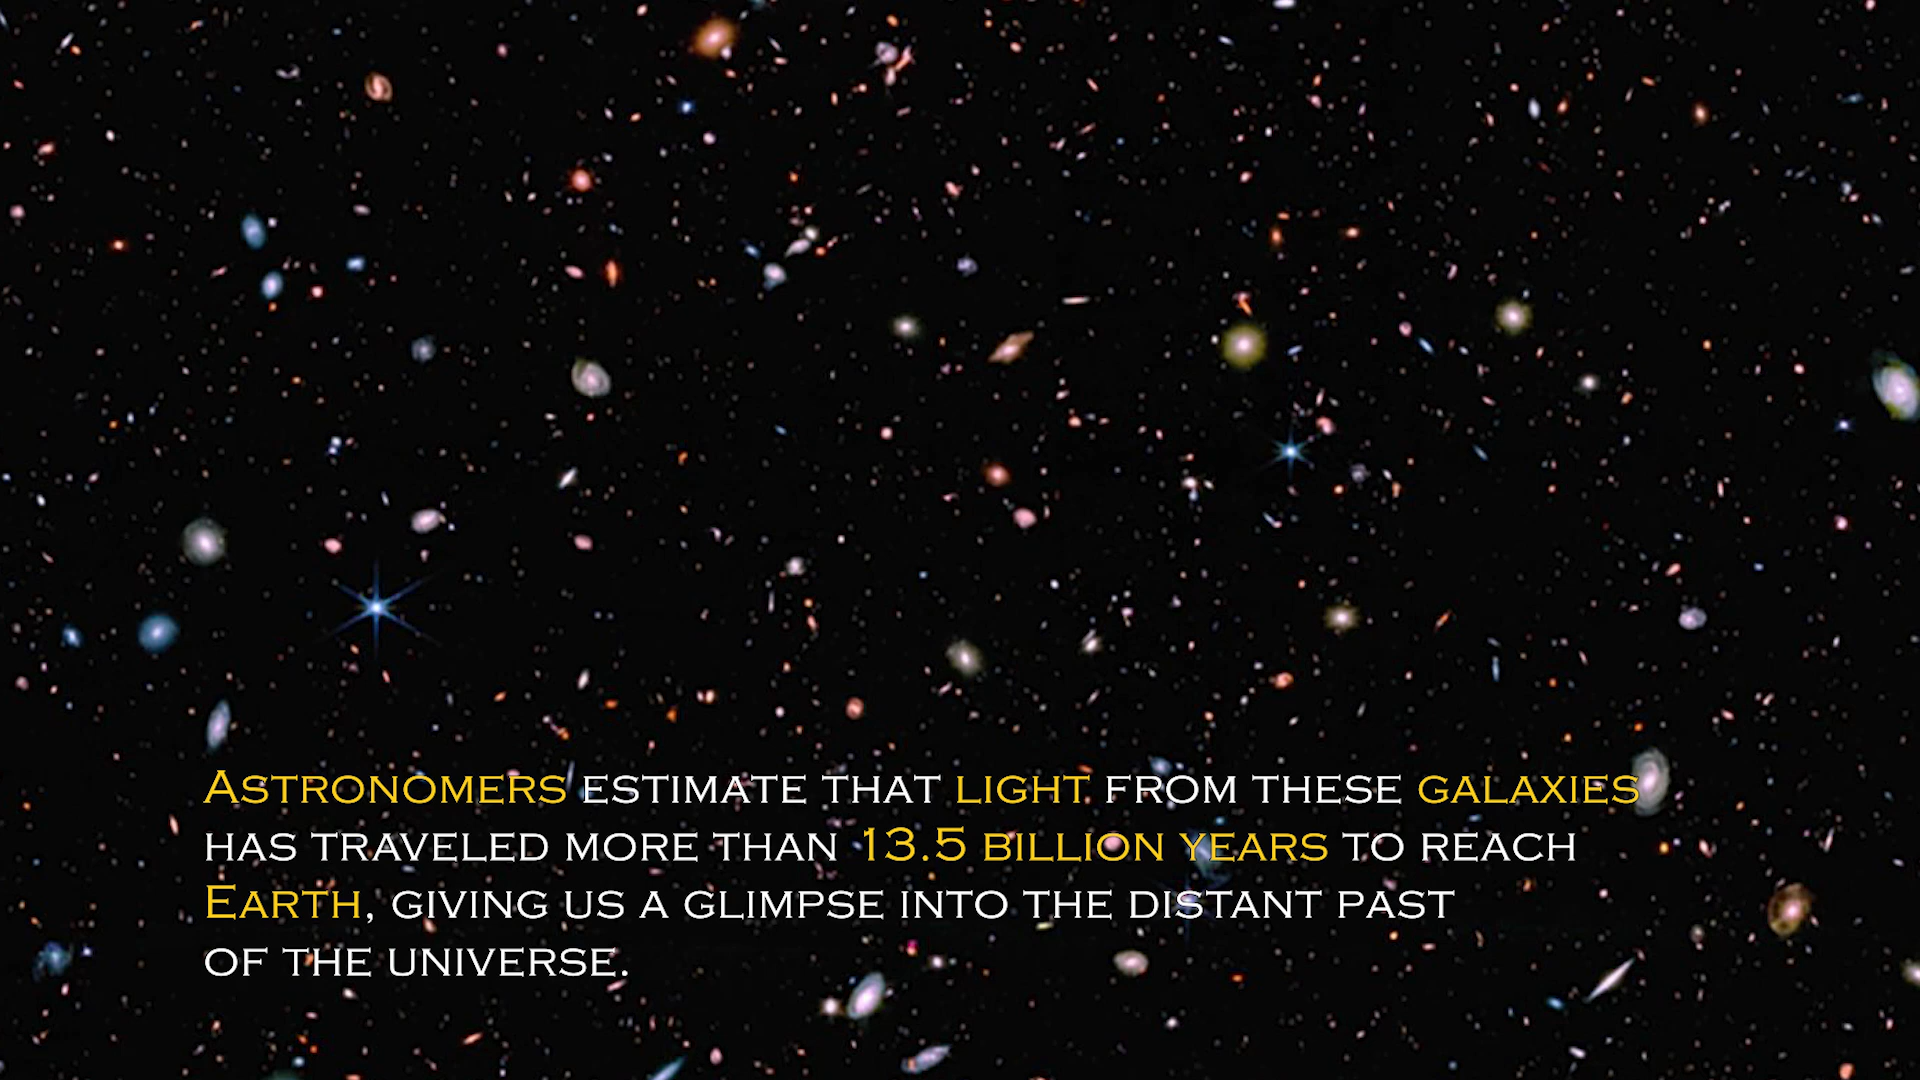 Astronomers estimate that light from these galaxies
has traveled more than 13.5 billion years to reach
Earth, giving us a glimpse into the distant past
of the universe.